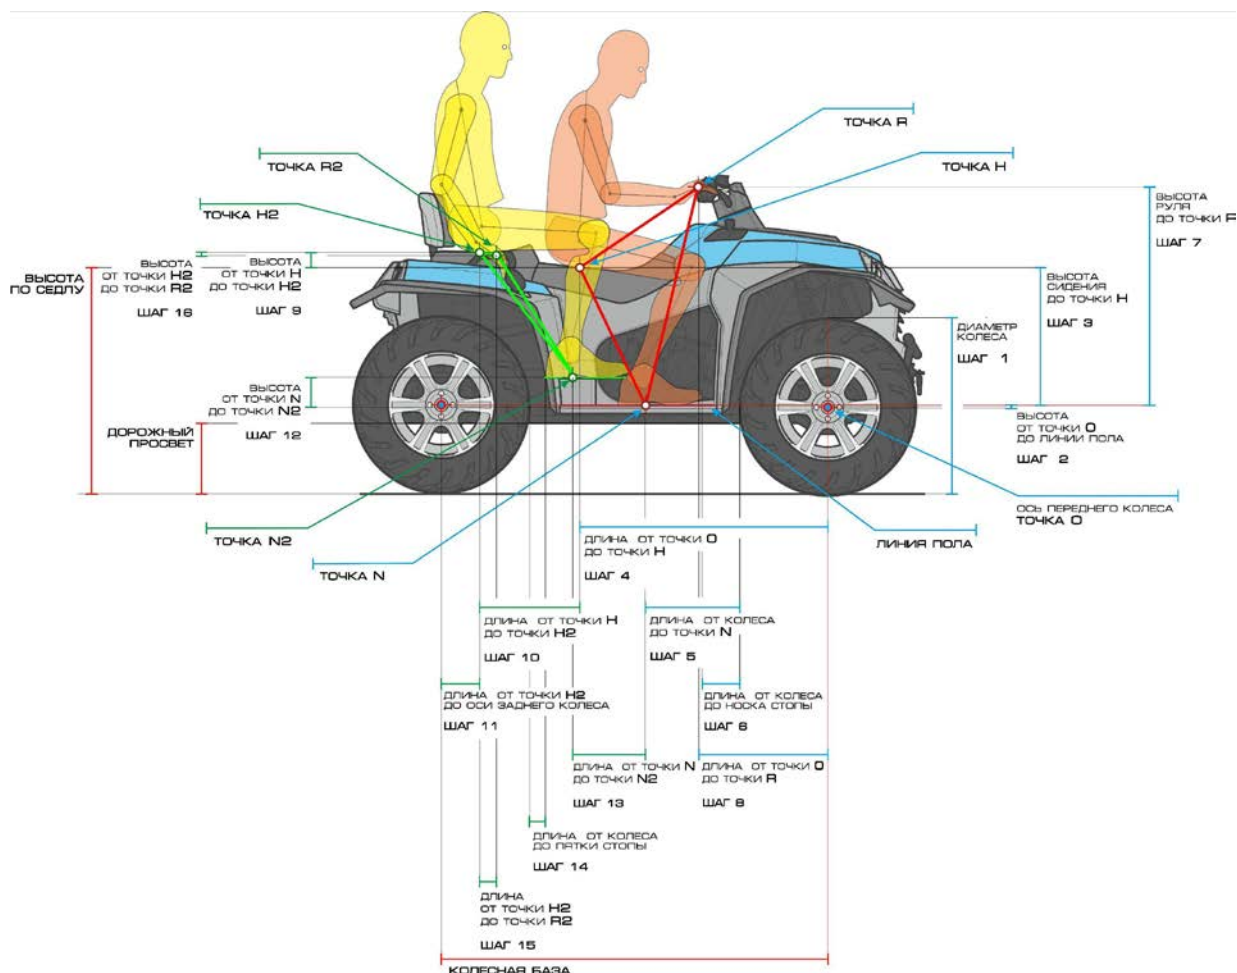 ТОЧКА R
ТОЧКА H
ТОЧКА R2
ТОЧКА H2
ВЫСОТА
РУЛЯ
ДО ТОЧКИ R
ШАГ 7
ВЫСОТА
ПО СЕДЛУ
ВЫСОТА
ОТ ТОЧКИ H2
ДО ТОЧКИ R2
ШАГ 16
ВЫСОТА
ОТ ТОЧКИ H
ДО ТОЧКИ H2
ШАГ 9
ВЫСОТА
СИДЕНИЯ
ДО ТОЧКИ H
ШАГ 3
ДИАМЕТР
КОЛЕСА
ШАГ 1
ВЫСОТА
ОТ ТОЧКИ N
ДО ТОЧКИ N2
ШАГ 12
ДОРОЖНЫЙ
ПРОСВЕТ
ВЫСОТА
ОТ ТОЧКИ O
ДО ЛИНИИ ПОЛА
ШАГ 2
ОСЬ ПЕРЕДНЕГО КОЛЕСА
ТОЧКА O
ТОЧКА N2
ТОЧКА N
ЛИНИЯ ПОЛА
ДЛИНА ОТ ТОЧКИ O
ДО ТОЧКИ H
ШАГ 4
ДЛИНА ОТ ТОЧКИ H
ДО ТОЧКИ H2
ШАГ 10
ДЛИНА ОТ КОЛЕСА
ДО ТОЧКИ N
ШАГ 5
ДЛИНА ОТ ТОЧКИ H2
ДО ОСИ ЗАДНЕГО КОЛЕСА
ШАГ 11
ДЛИНА ОТ КОЛЕСА
ДО НОСКА СТОПЫ
ШАГ 6
ДЛИНА ОТ ТОЧКИ N
ДО ТОЧКИ N2
ШАГ 13
ДЛИНА ОТ ТОЧКИ O
ДО ТОЧКИ R
ШАГ 8
ДЛИНА ОТ КОЛЕСА
ДО ПЯТКИ СТОПЫ
ШАГ 14
ДЛИНА
ОТ ТОЧКИ H2
ДО ТОЧКИ R2
ШАГ 15
КОЛЕСНАЯ БАЗА